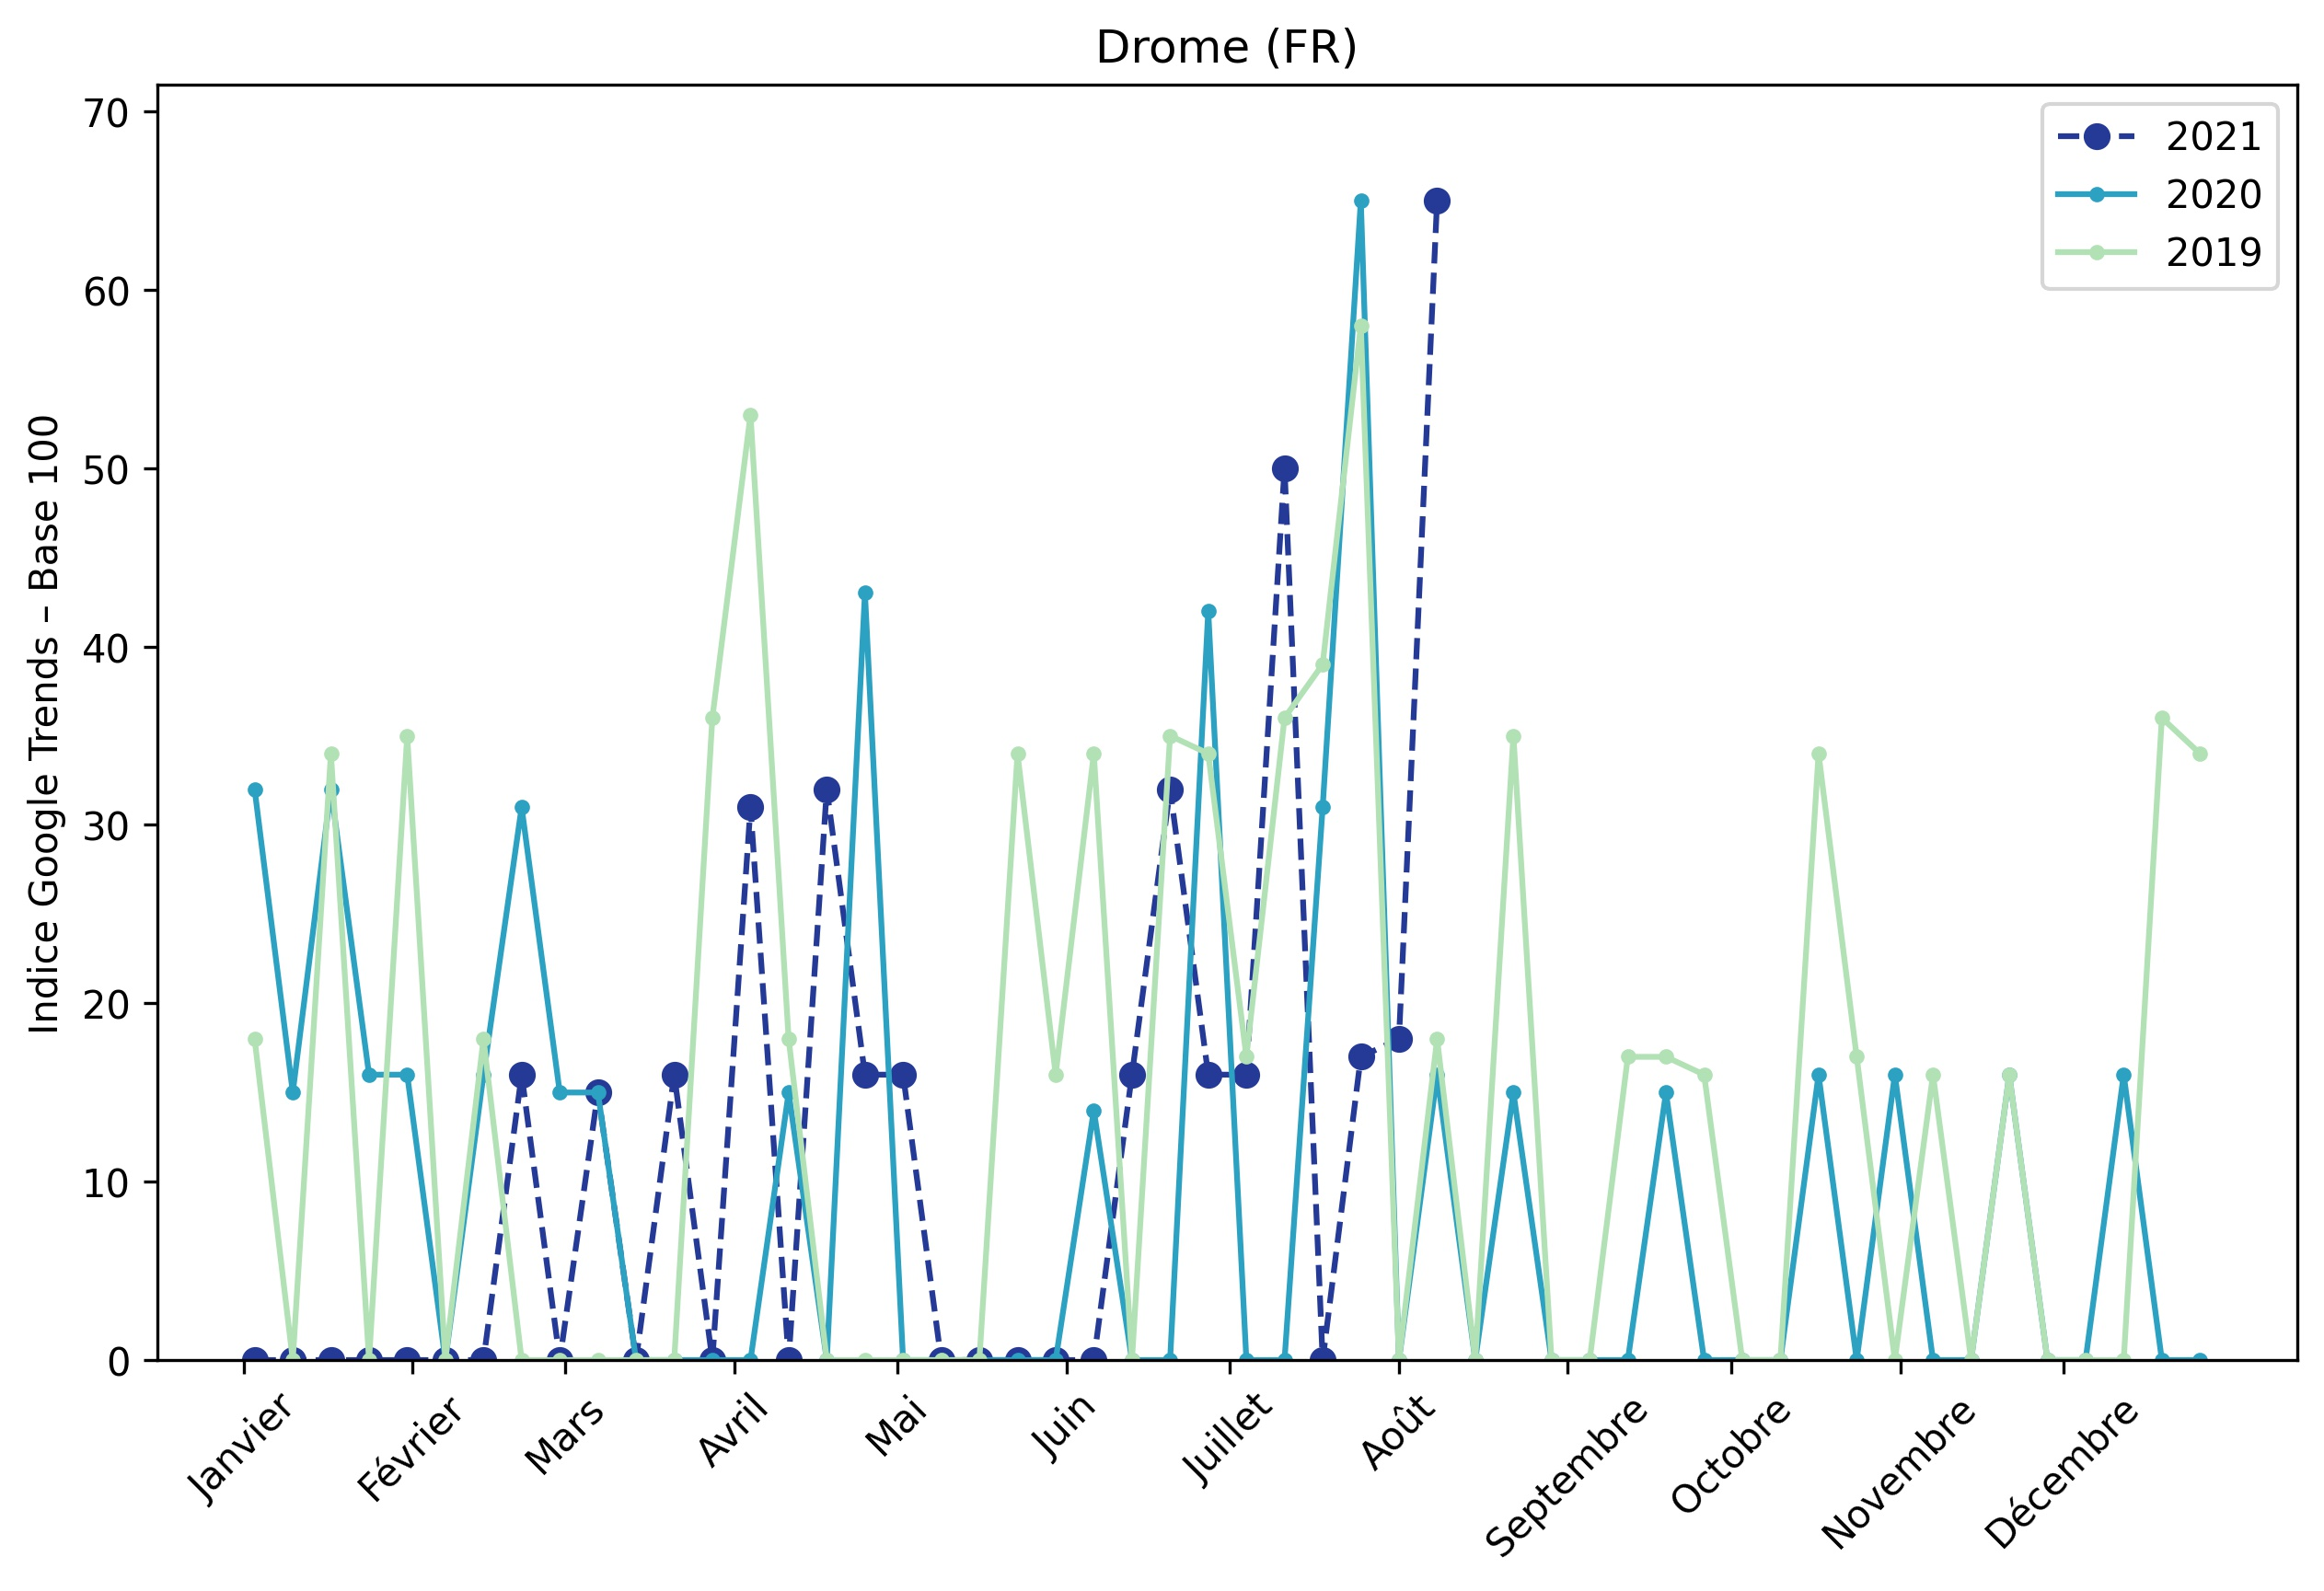 Drome (FR)
Indice Google Trends – Base 100
70
60
50
40
30
20
10
0
2021
2020
2019
Janvier
Février
Mars
Avril
Mai
Juin
Juillet
Août
Septembre
Octobre
Novembre
Décembre